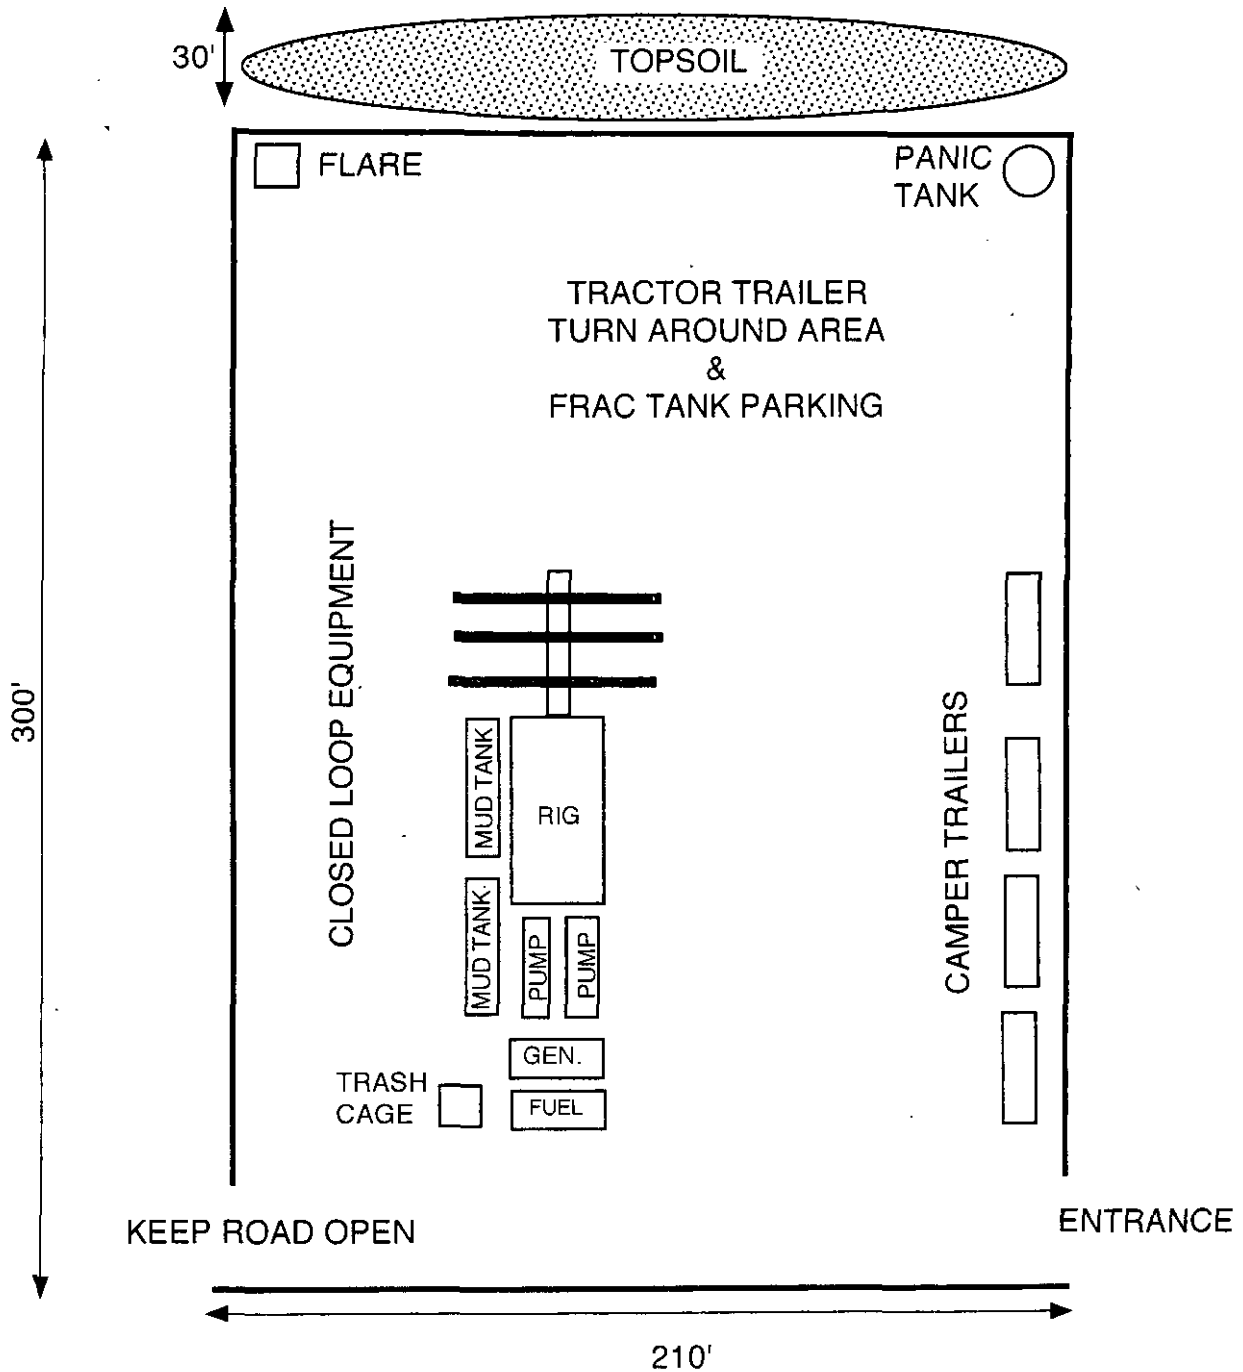 30'
TOPSOIL
FLARE
PANIC
TANK
TRACTOR TRAILER
TURN AROUND AREA
&
FRAC TANK PARKING
300'
CLOSED LOOP EQUIPMENT
MUD TANK
RIG
CAMPER TRAILERS
MUD TANK
PUMP
PUMP
GEN.
TRASH
CAGE
FUEL
KEEP ROAD OPEN
ENTRANCE
210'